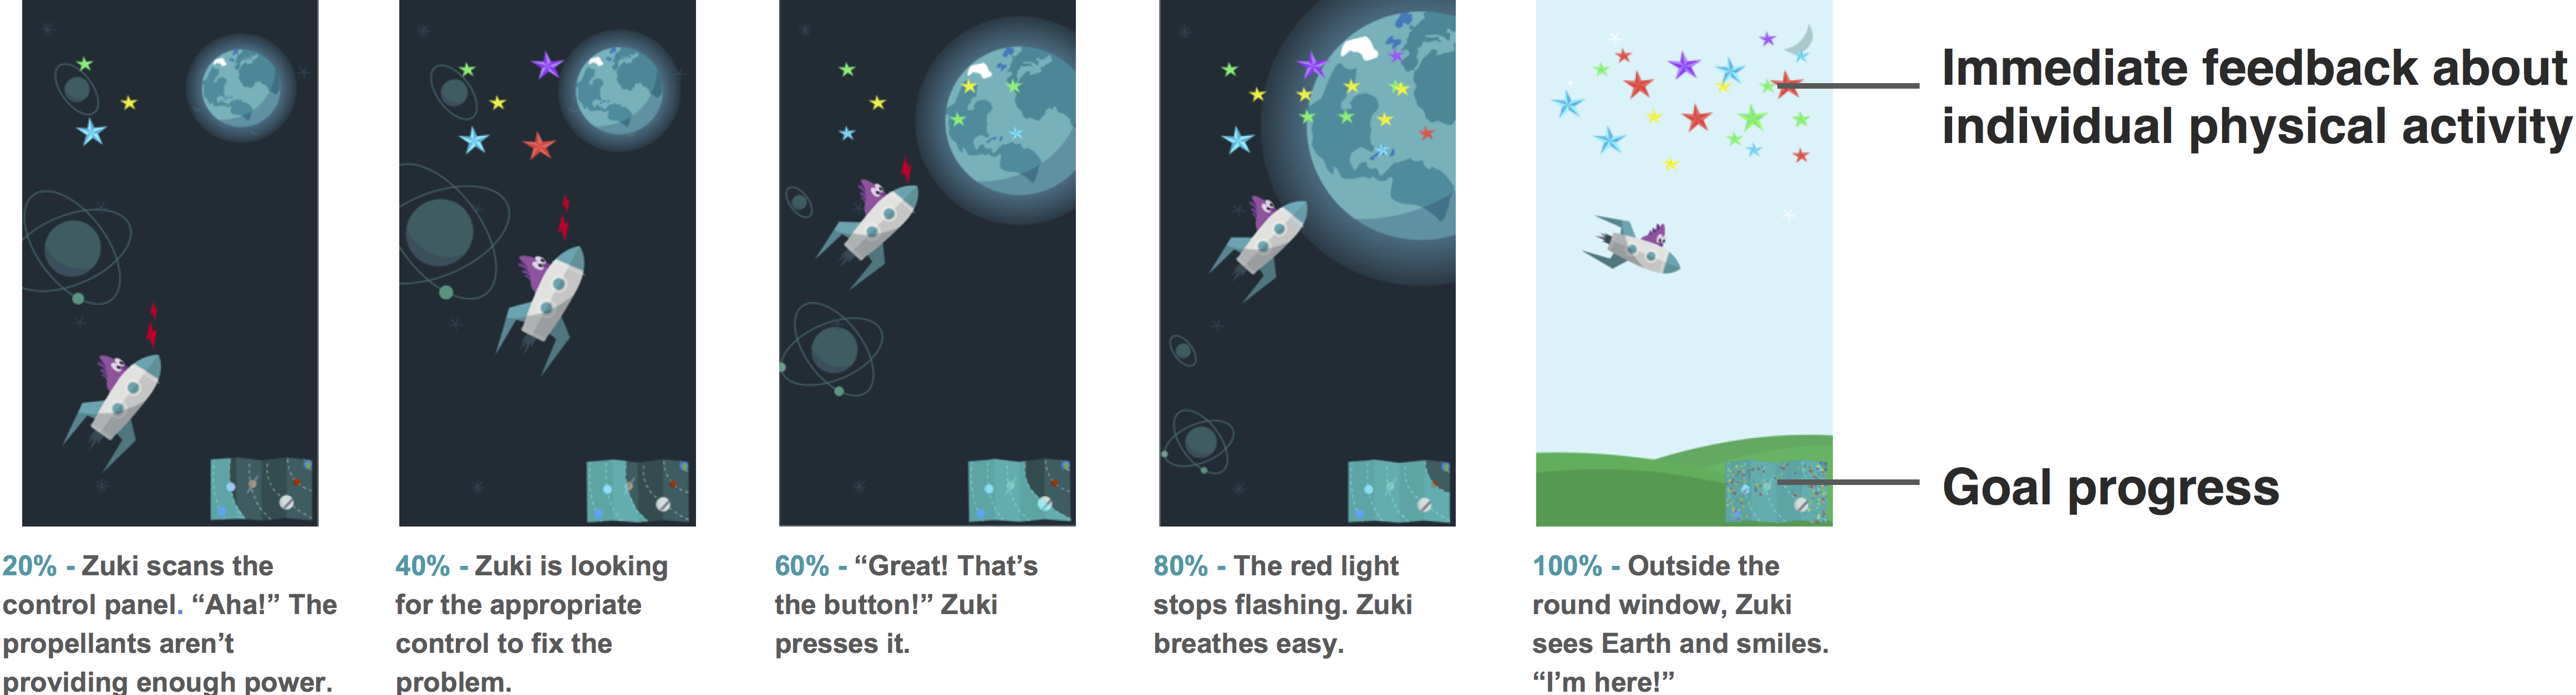 Immediate feedback about
individual physical activity
Goal progress
20% - Zuki scans the
control panel. “Aha!” The
propellants aren’t
providing enough power.
40% - Zuki is looking
for the appropriate
control to fix the
problem.
60% - “Great! That’s
the button!” Zuki
presses it.
80% - The red light
stops flashing. Zuki
breathes easy.
100% - Outside the
round window, Zuki
sees Earth and smiles.
“I’m here!”